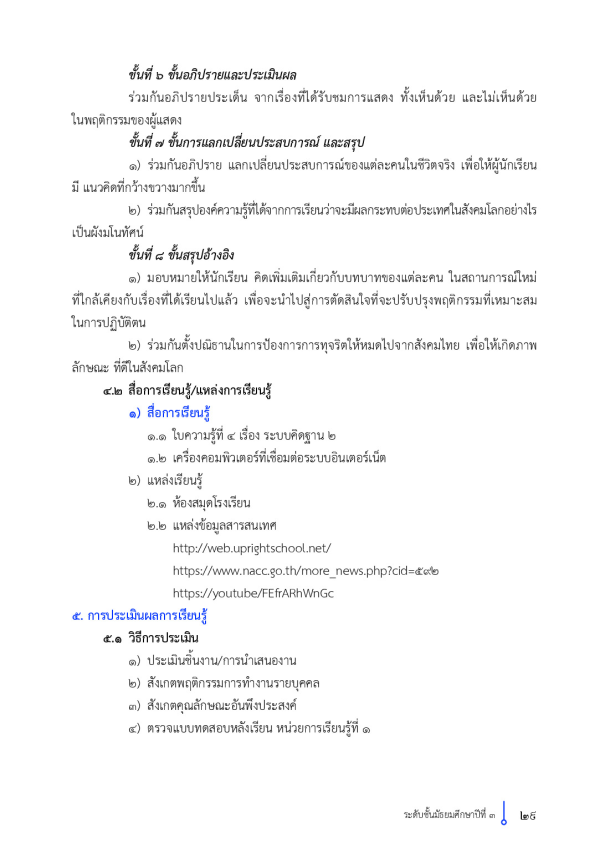 ขั้นที่ ๖ ขั้นอภิปรายและประเมินผล
ร่วมกันอภิปรายประเด็น จากเรื่องที่ได้รับชมการแสดง ทั้งเห็นด้วย และไม่เห็นด้วย
ในพฤติกรรมของผู้แสดง
ขั้นที่ ๗ ขั้นการแลกเปลี่ยนประสบการณ์ และสรุป
๑) ร่วมกันอภิปราย แลกเปลี่ยนประสบการณ์ของแต่ละคนในชีวิตจริง เพื่อให้ผู้นักเรียน
มี แนวคิดที่กว้างขวางมากขึ้น
๒) ร่วมกันสรุปองค์ความรู้ที่ได้จากการเรียนว่าจะมีผลกระทบต่อประเทศในสังคมโลกอย่างไร
เป็นผังมโนทัศน์
ขั้นที่ ๘ ขั้นสรุปอ้างอิง
๑) มอบหมายให้นักเรียน คิดเพิ่มเติมเกี่ยวกับบทบาทของแต่ละคน ในสถานการณ์ใหม่
ที่ใกล้เคียงกับเรื่องที่ได้เรียนไปแล้ว เพื่อจะนำไปสู่การตัดสินใจที่จะปรับปรุงพฤติกรรมที่เหมาะสม
ในการปฏิบัติตน
๒) ร่วมกันตั้งปณิธานในการป้องการการทุจริตให้หมดไปจากสังคมไทย เพื่อให้เกิดภาพ
ลักษณะ ที่ดีในสังคมโลก
๔.๒ สื่อการเรียนรู้/แหล่งการเรียนรู้
๑) สื่อการเรียนรู้
๑.๑ ใบความรู้ที่ ๔ เรื่อง ระบบคิดฐาน ๒
๑.๒ เครื่องคอมพิวเตอร์ที่เชื่อมต่อระบบอินเตอร์เน็ต
๒) แหล่งเรียนรู้
๒.๑ ห้องสมุดโรงเรียน
๒.๒ แหล่งข้อมูลสารสนเทศ
http://web.uprightschool.net/
https://www.nacc.go.th/more_news.php?cid=๕๙๒
https://youtube/FEfrARhWnGc
๕. การประเมินผลการเรียนรู้
๕.๑ วิธีการประเมิน
๑) ประเมินชิ้นงาน/การนำเสนองาน
๒) สังเกตพฤติกรรมการทำงานรายบุคคล
๓) สังเกตคุณลักษณะอันพึงประสงค์
๔) ตรวจแบบทดสอบหลังเรียน หน่วยการเรียนรู้ที่ ๑
ระดับชั้นมัธยมศึกษาปีที่ ๓ ๒๙